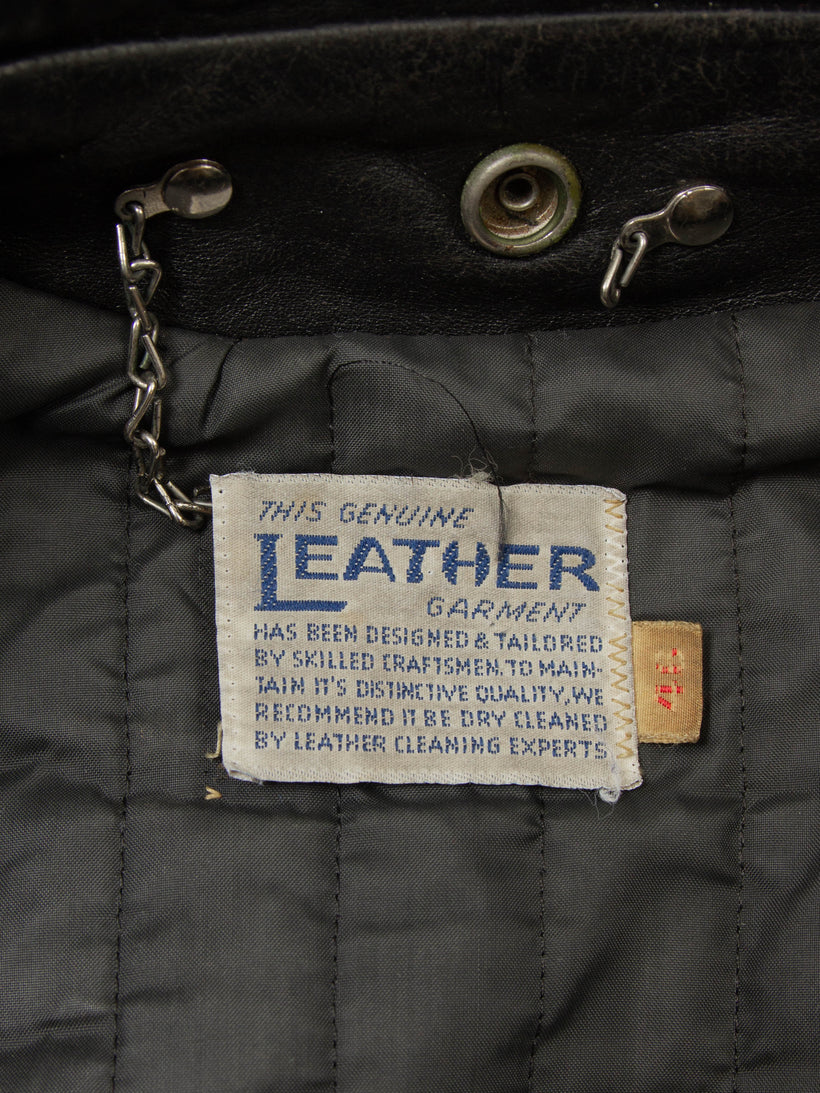 THIS GENUINE
LEATHER
GARMENT
HAS BEEN DESIGNED & TAILORED
BY SKILLED CRAFTSMEN. TO MAIN-
TAIN IT'S DISTINCTIVE QUALITY, WE
RECOMMEND IT BE DRY CLEANED
BY LEATHER CLEANING EXPERTS